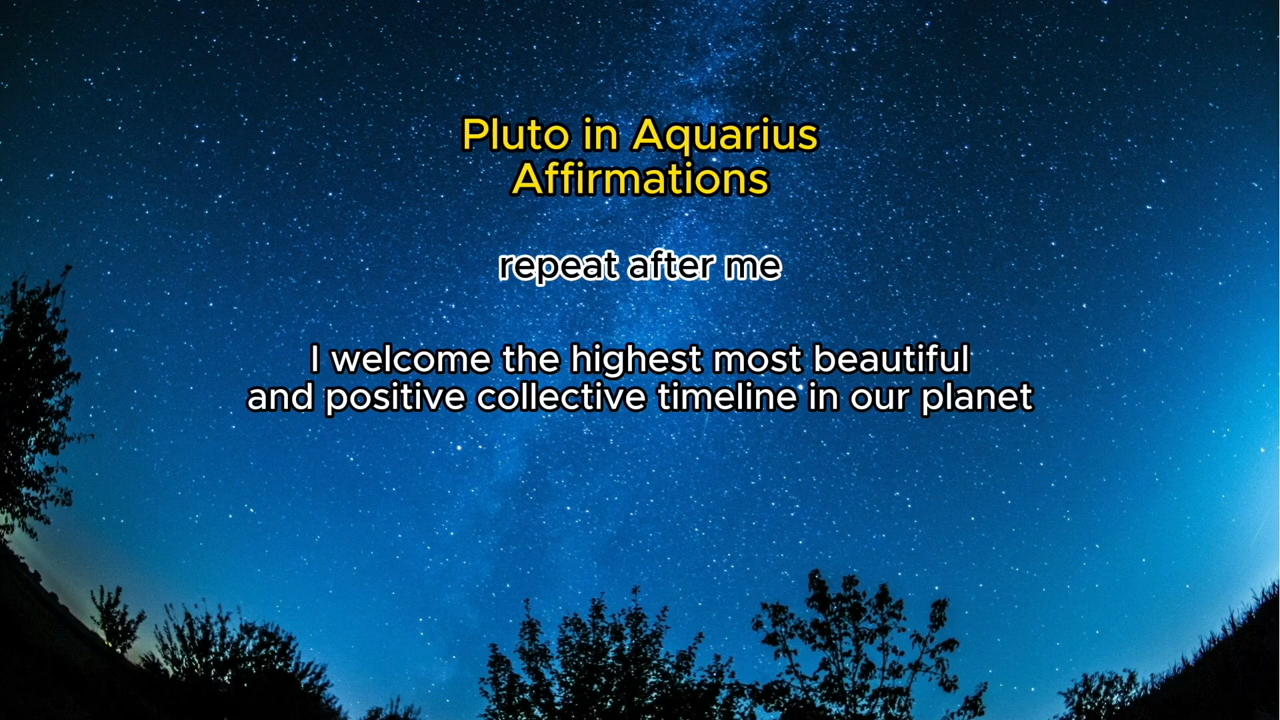 Pluto in Aquarius
Affirmations
repeat after me
I welcome the highest most beautiful
and positive collective timeline in our planet